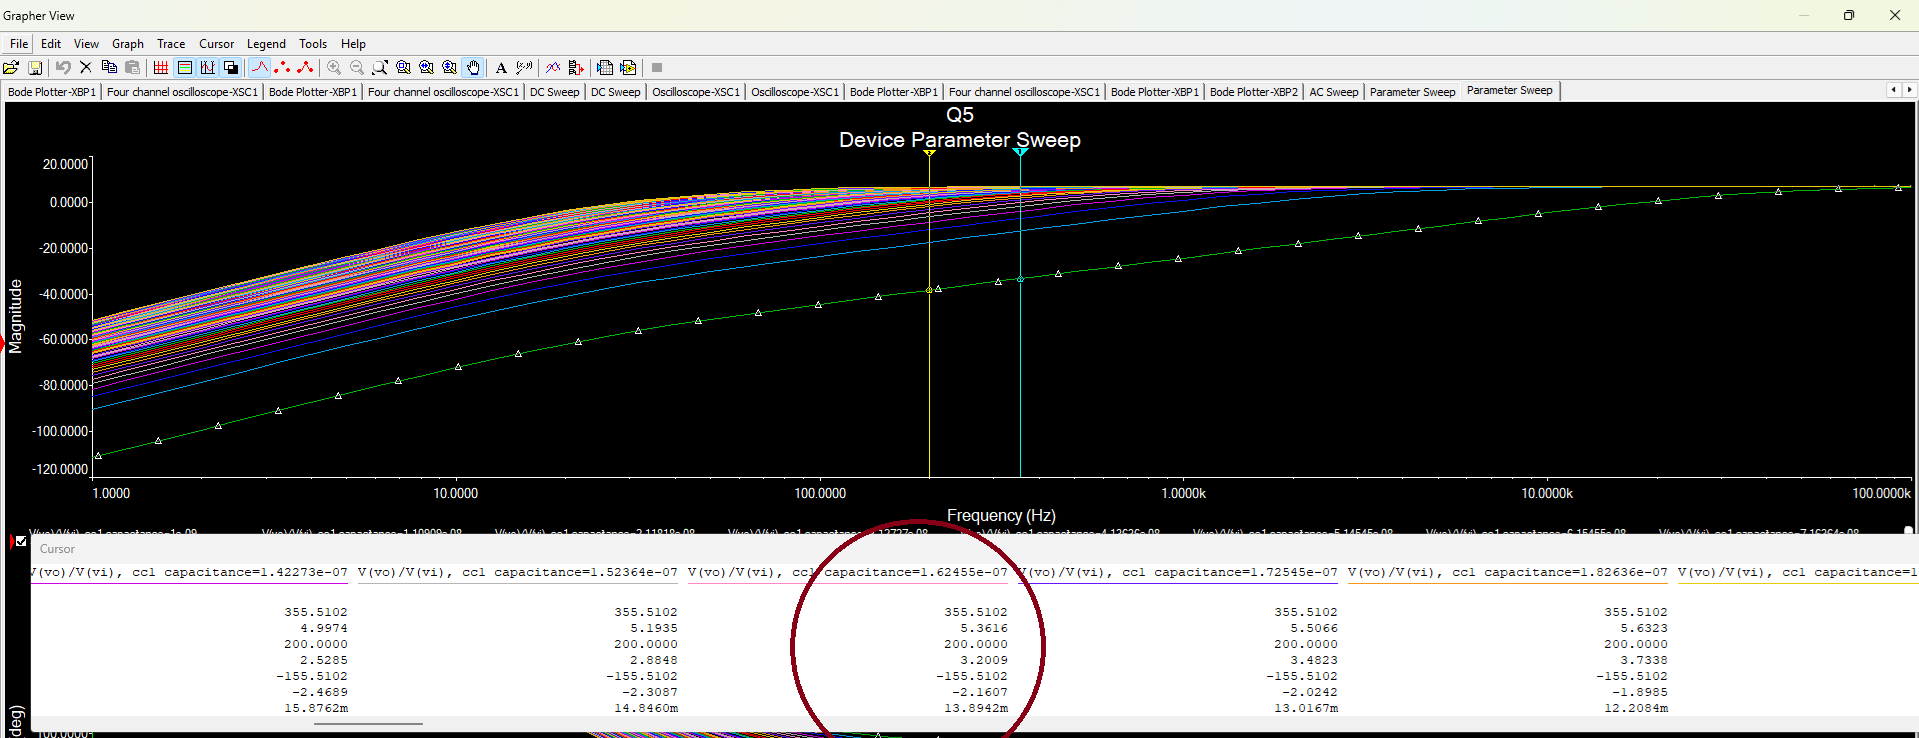 Grapher View
File Edit View Graph Trace Cursor Legend Tools Help
Bode Plotter-XBP1 Four channel oscilloscope-XSC1 Bode Plotter-XBP1 Four channel oscilloscope-XSC1 DC Sweep DC Sweep Oscilloscope-XSC1 Oscilloscope-XSC1 Bode Plotter-XBP1 Four channel oscilloscope-XSC1 Bode Plotter-XBP1 Bode Plotter-XBP2 AC Sweep Parameter Sweep Parameter Sweep
Q5
Device Parameter Sweep
20.0000
0.0000
-20.0000
-40.0000
-60.0000
-80.0000
-100.0000
-120.0000
Magnitude
1.0000 10.0000 100.0000 1.0000k 10.0000k 100.0000k
Frequency (Hz)
Cursor
V(vo)/V(vi), cc1 capacitance=1.42273e-07 V(vo)/V(vi), cc1 capacitance=1.52364e-07 V(vo)/V(vi), cc1 capacitance=1.62455e-07 V(vo)/V(vi), cc1 capacitance=1.72545e-07 V(vo)/V(vi), cc1 capacitance=1.82636e-07 V(vo)/V(vi), cc1 capacitance=1
355.5102 355.5102 355.5102 355.5102 355.5102
4.9974 5.1935 5.3616 5.5066 5.6323
200.0000 200.0000 200.0000 200.0000 200.0000
2.5285 2.8848 3.2009 3.4823 3.7338
-155.5102 -155.5102 -155.5102 -155.5102 -155.5102
-2.4689 -2.3087 -2.1607 -2.0242 -1.8985
15.8762m 14.8460m 13.8942m 13.0167m 12.2084m
deg)